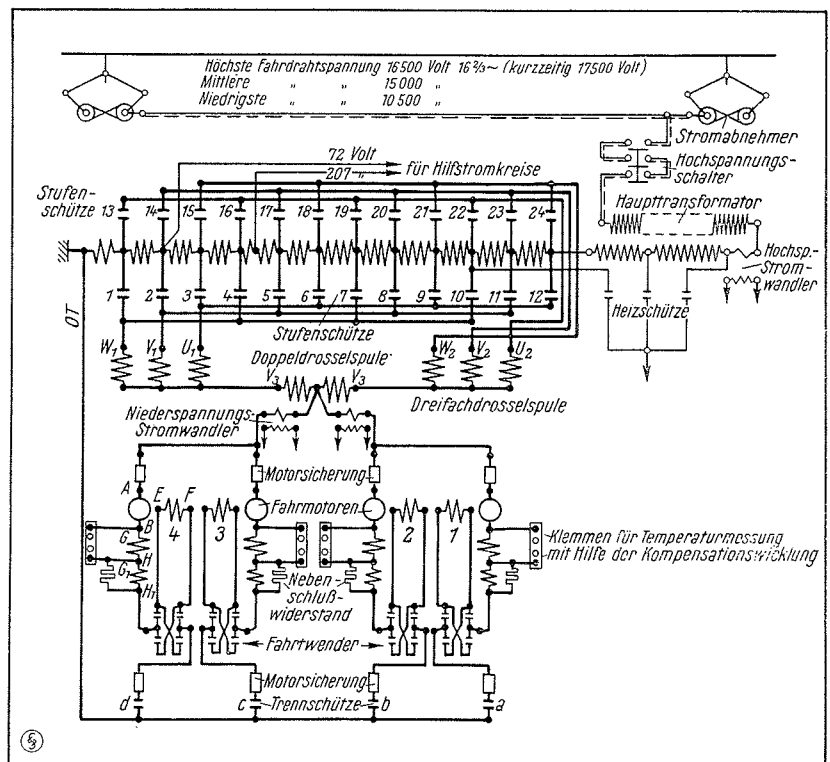 Höchste Fahrdrahtspannung 16500 Volt 16 2/3 ~ (kurzzeitig 17500 Volt)
Mittlere " " 15000 "
Niedrigste " " 10500 "
Stromabnehmer
Hochspannungs-
schalter
72 Volt
207 "
für Hilfstromkreise
Haupttransformator
Stufen-
schütze
13 14 15 16 17 18 19 20 21 22 23 24
Hochsp.-
Strom-
wandler
1 2 3 4 5 6 7 8 9 10 11 12
Heizschütze
OT
Stufenschütze
W1 V1 U1
W2 V2 U2
Doppeldrosselspule
V3 V3
Dreifachdrosselspule
Niederspannungs-
Stromwandler
Motorsicherung
A E F
Fahrmotoren
B
G 4 3 2 1
Klemmen für Temperaturmessung
mit Hilfe der Kompensationswicklung
H
G1
H1
Neben-
schluß-
widerstand
Fahrtwender
Motorsicherung
d c Trennschütze b a